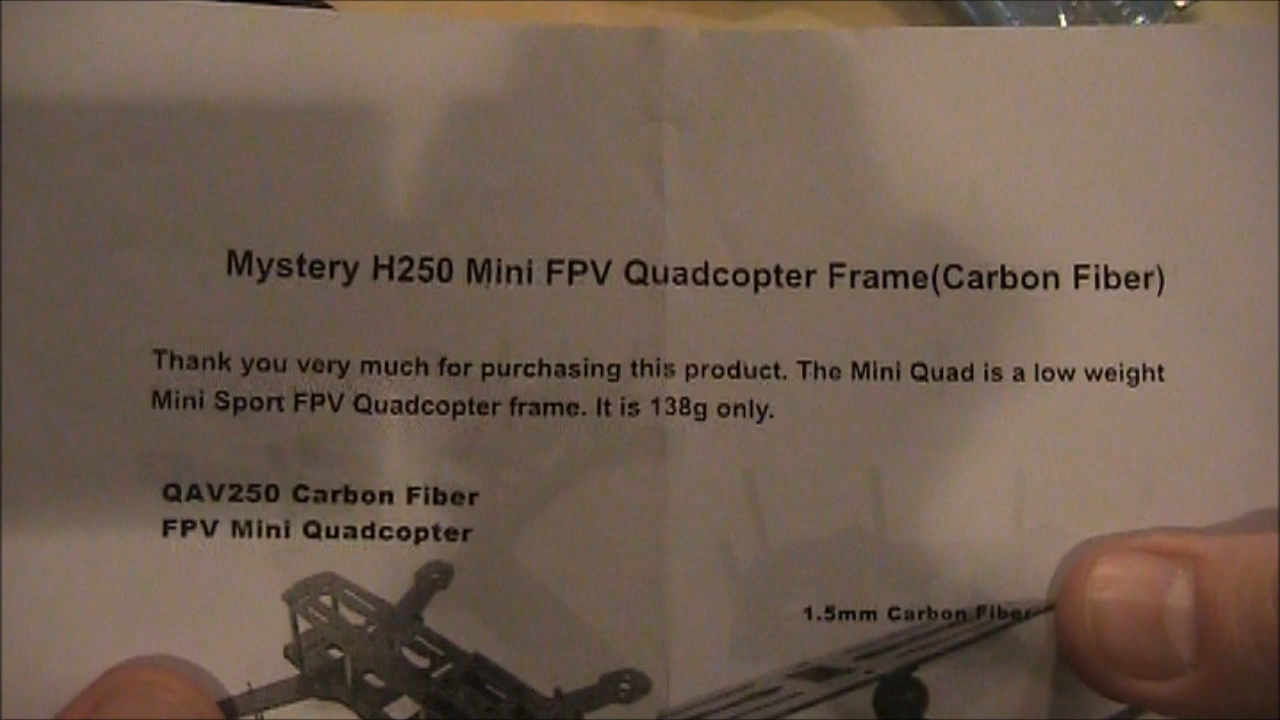 Mystery H250 Mini FPV Quadcopter Frame(Carbon Fiber)
Thank you very much for purchasing this product. The Mini Quad is a low weight
Mini Sport FPV Quadcopter frame. It is 138g only.
QAV250 Carbon Fiber
FPV Mini Quadcopter
1.5mm Carbon Fiber